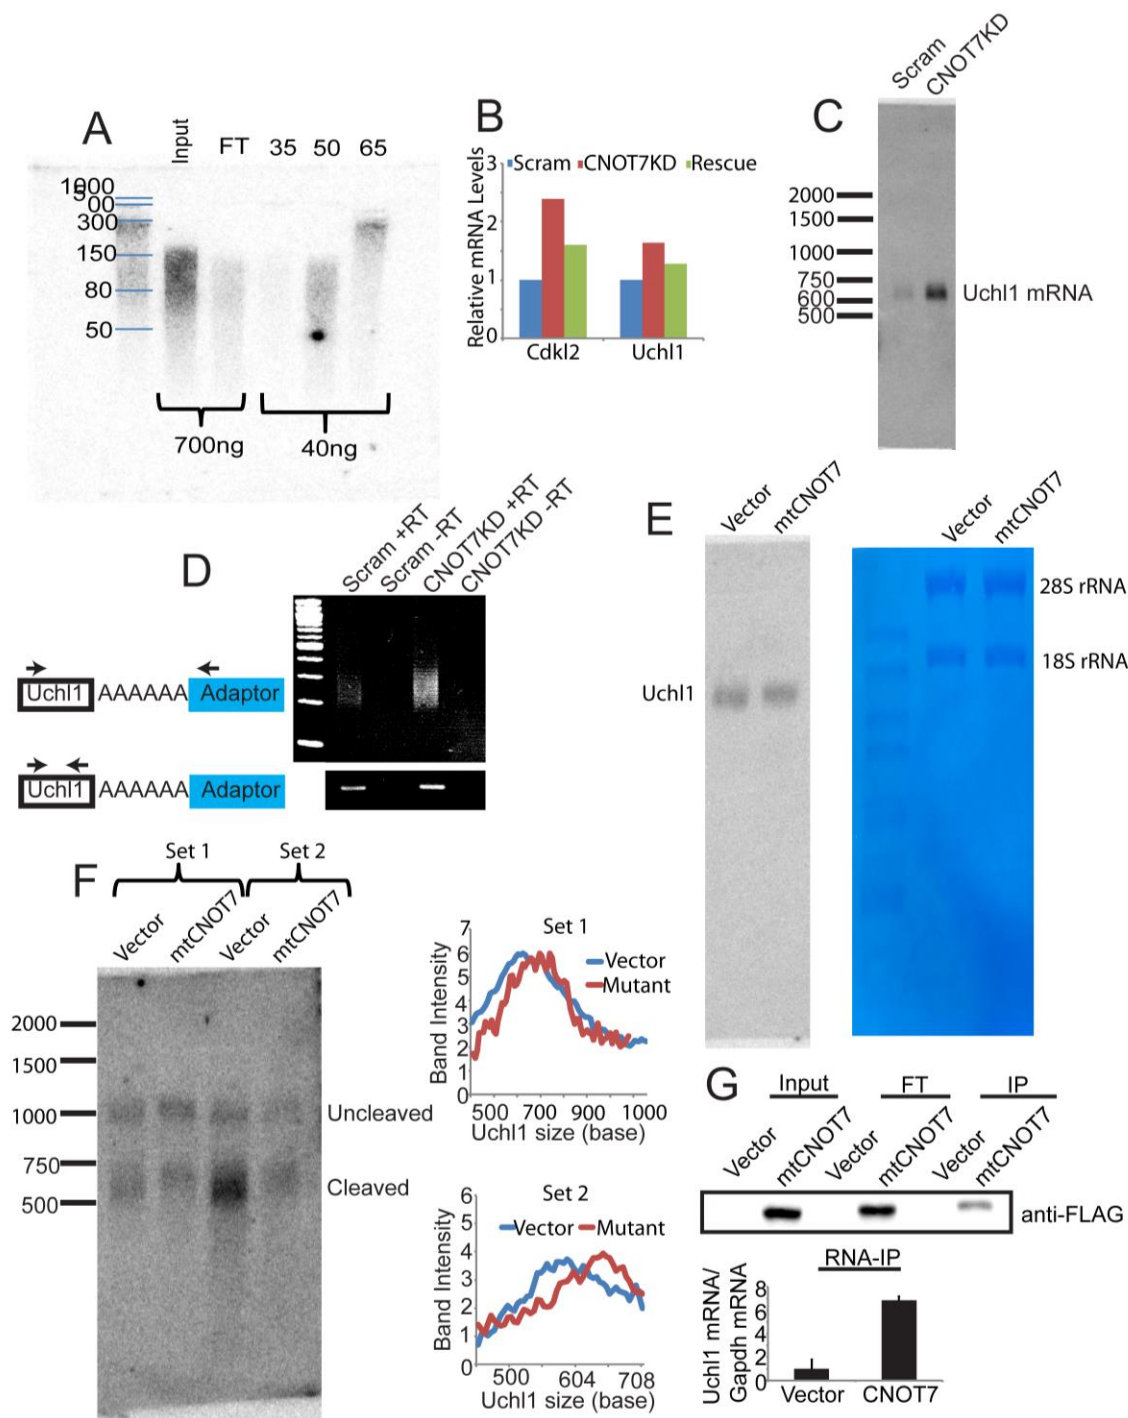 A
Input FT 35 50 65
1000
500
300
150
80
50
700ng 40ng
B
Scram CNOT7KD Rescue
Relative mRNA Levels
3
2
1
0
Cdkl2 Uchl1
C
Scram CNOT7KD
2000
1500
1000
750
600
500
Uchl1 mRNA
D
Scram +RT Scram -RT CNOT7KD +RT CNOT7KD -RT
Uchl1 AAAAAA Adaptor
Uchl1 AAAAAA Adaptor
E
Vector mtCNOT7
Uchl1
Vector mtCNOT7
28S rRNA
18S rRNA
F
Set 1 Set 2
Vector mtCNOT7 Vector mtCNOT7
2000
1500
1000
750
500
Uncleaved
Cleaved
Set 1
Vector
Mutant
Band Intensity
7
6
5
4
3
2
1
0
500 700 900 1000
Uchl1 size (base)
Set 2
Vector Mutant
Band Intensity
6
5
4
3
2
1
0
500 604 708
Uchl1 size (base)
G
Input FT IP
Vector mtCNOT7 Vector mtCNOT7 Vector mtCNOT7
anti-FLAG
RNA-IP
Uchl1 mRNA/
Gapdh mRNA
8
6
4
2
0
Vector CNOT7